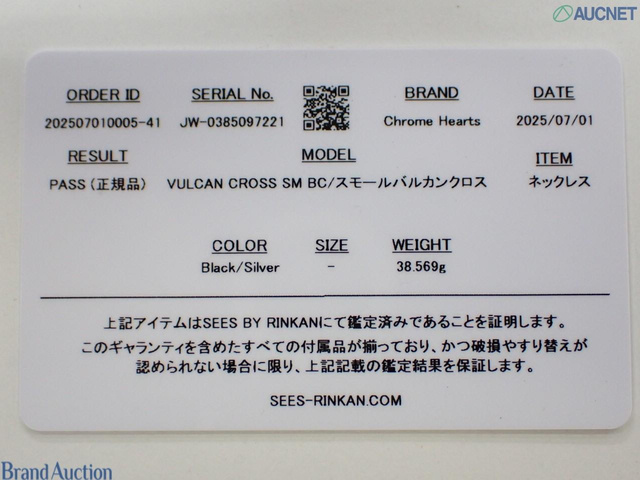 AUCNET
ORDER ID SERIAL No. BRAND DATE
202507010005-41 JW-0385097221 Chrome Hearts 2025/07/01
RESULT MODEL ITEM
PASS (正規品) VULCAN CROSS SM BC/スモールバルカンクロス ネックレス
COLOR SIZE WEIGHT
Black/Silver - 38.569g
上記アイテムはSEES BY RINKANにて鑑定済みであることを証明します。
このギャランティを含めたすべての付属品が揃っており、かつ破損やすり替えが
認められない場合に限り、上記記載の鑑定結果を保証します。
SEES-RINKAN.COM
Brand Auction